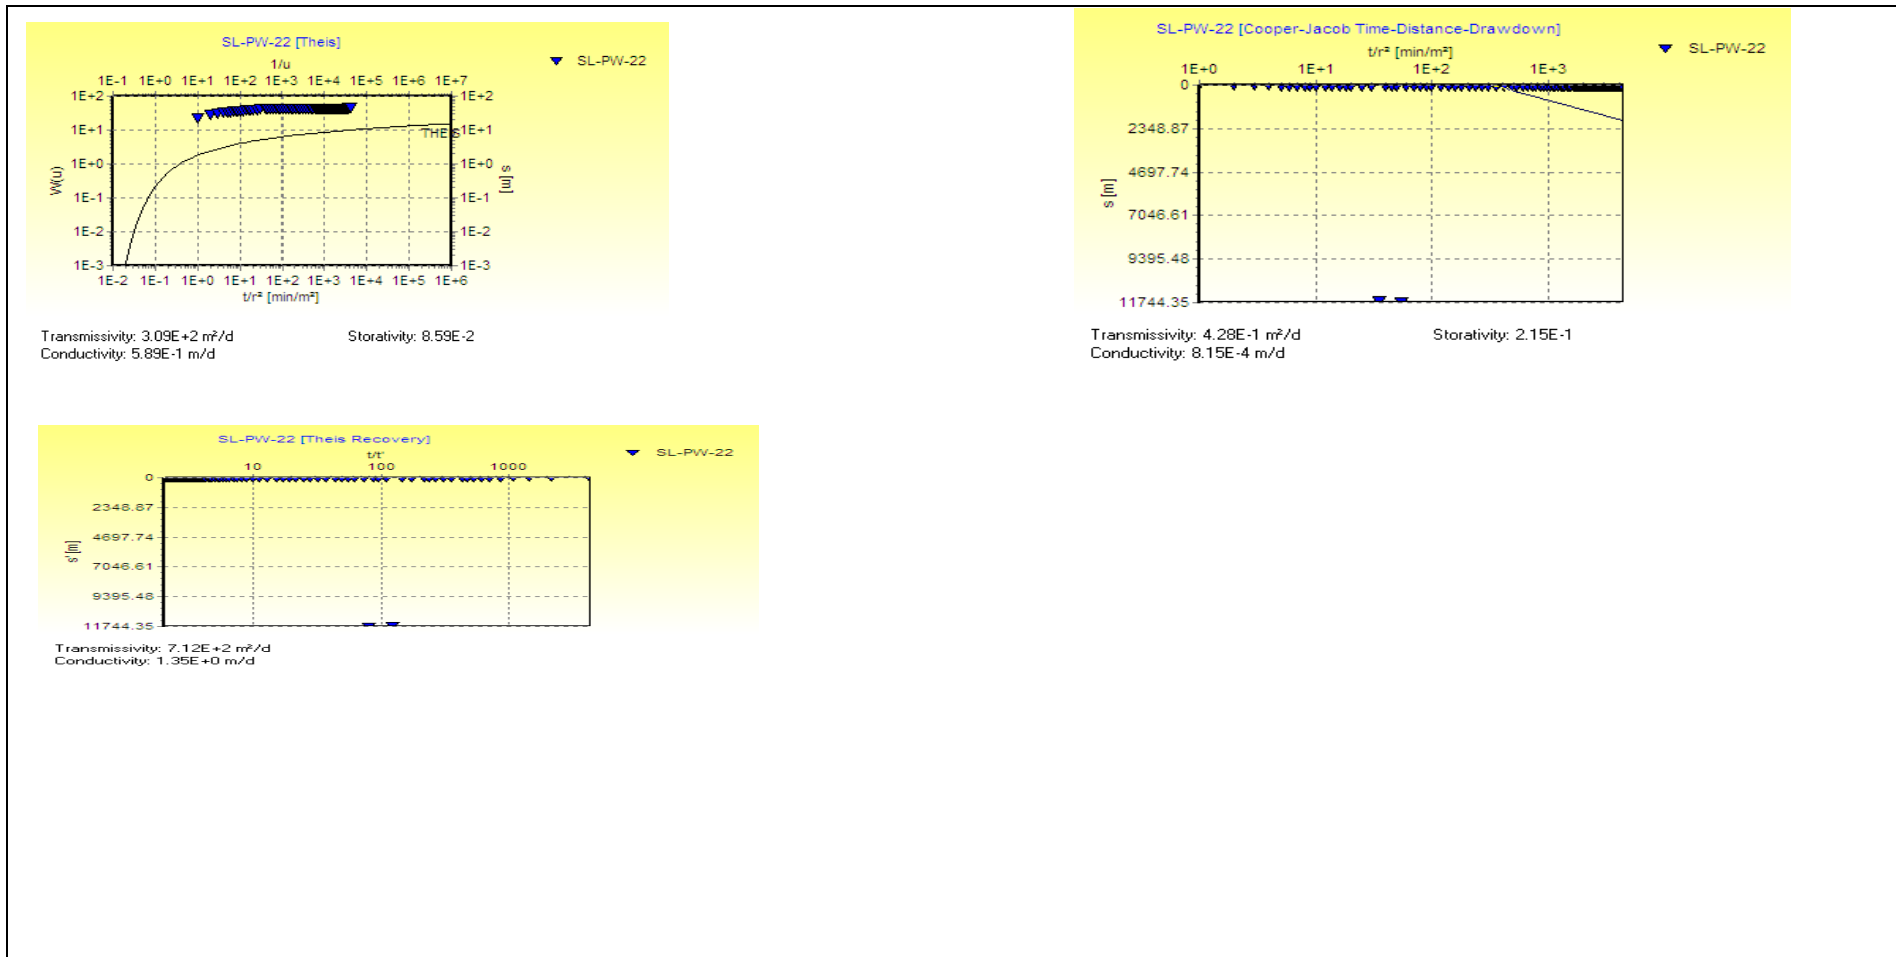 SL-PW-22 [Theis]
1/u
SL-PW-22
1E-1 1E+0 1E+1 1E+2 1E+3 1E+4 1E+5 1E+6 1E+7
1E+2 1E+2
1E+1 1E+1
THEIS
1E+0 1E+0
W(u) s [m]
1E-1 1E-1
1E-2 1E-2
1E-3 1E-3
1E-2 1E-1 1E+0 1E+1 1E+2 1E+3 1E+4 1E+5 1E+6
t/r² [min/m²]
Transmissivity: 3.09E+2 m²/d Storativity: 8.59E-2
Conductivity: 5.89E-1 m/d
SL-PW-22 [Cooper-Jacob Time-Distance-Drawdown]
t/r² [min/m²]
SL-PW-22
1E+0 1E+1 1E+2 1E+3
0
2348.87
4697.74
s [m]
7046.61
9395.48
11744.35
Transmissivity: 4.28E-1 m²/d Storativity: 2.15E-1
Conductivity: 8.15E-4 m/d
SL-PW-22 [Theis Recovery]
t/t'
SL-PW-22
10 100 1000
0
2348.87
4697.74
s' [m]
7046.61
9395.48
11744.35
Transmissivity: 7.12E+2 m²/d
Conductivity: 1.35E+0 m/d